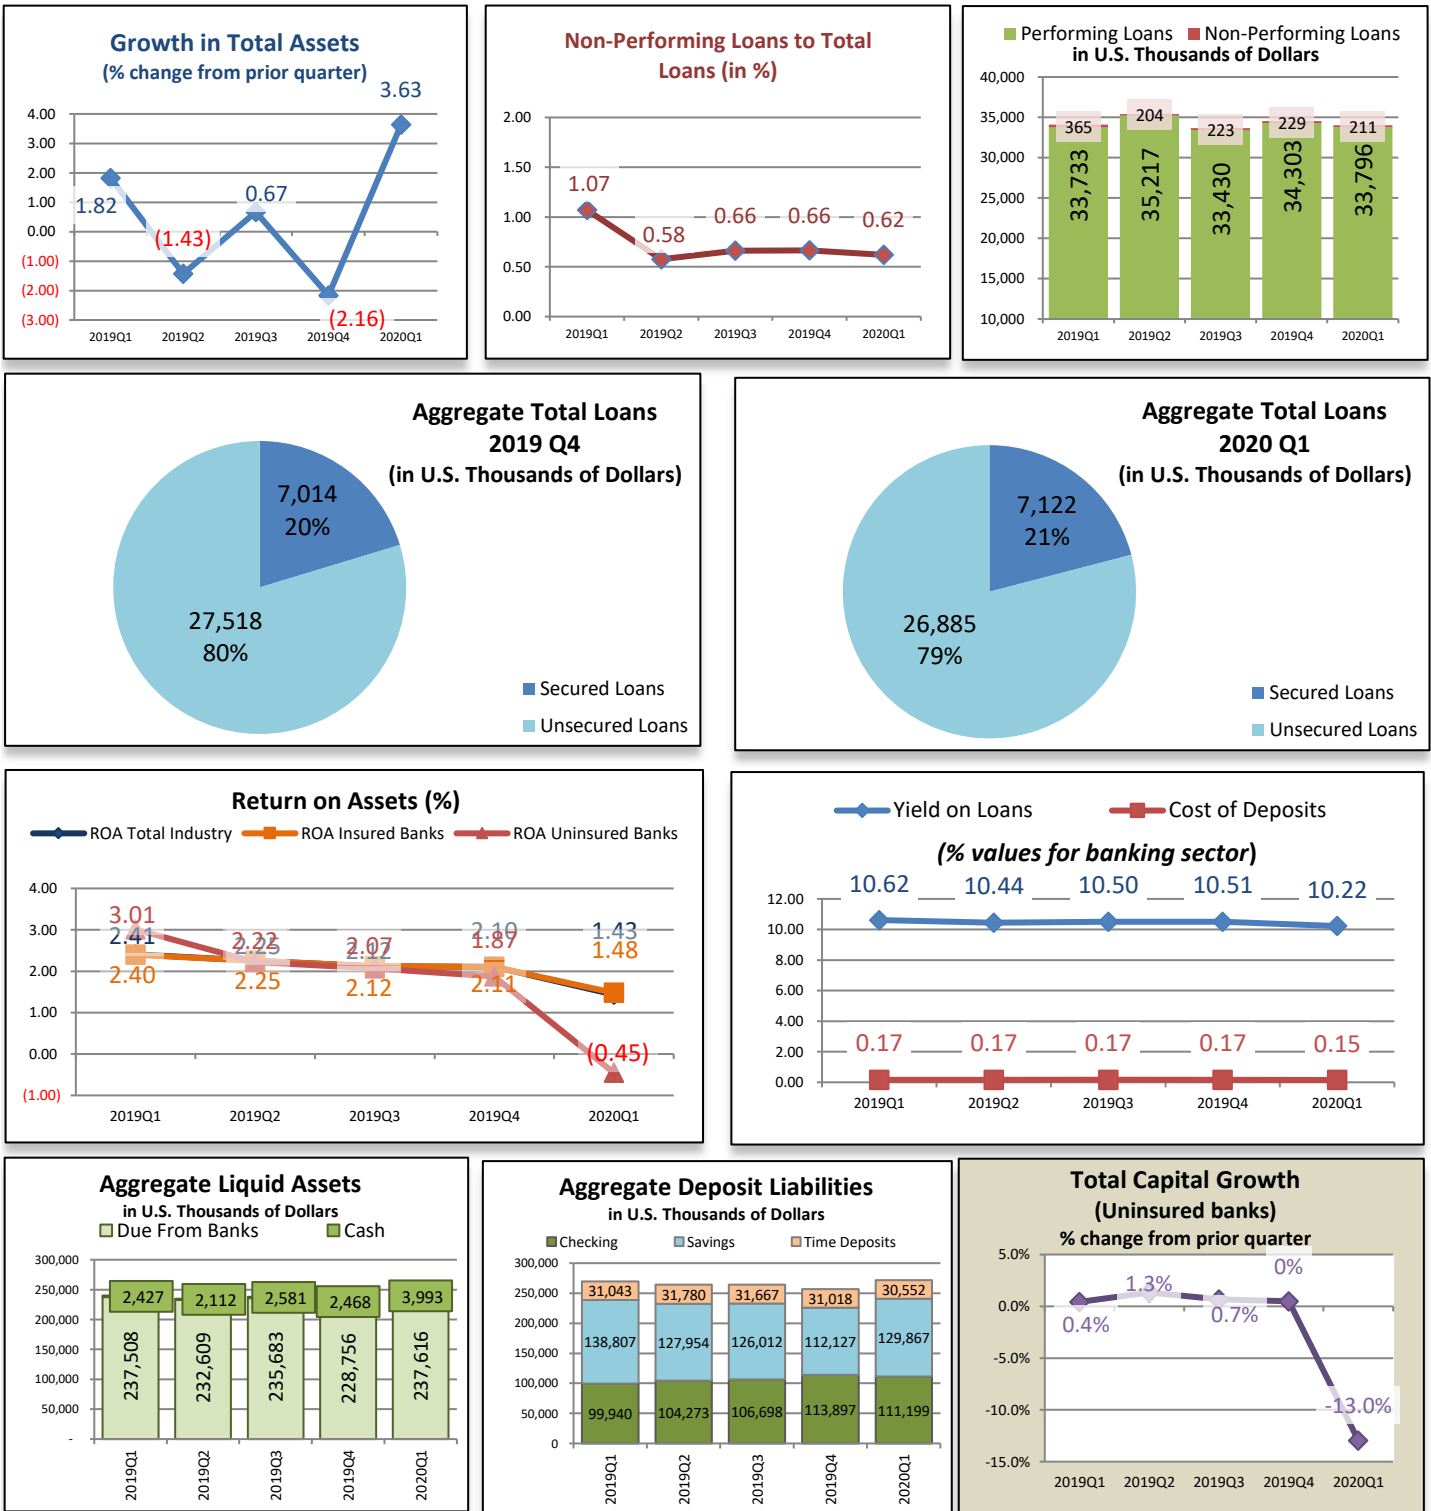 Growth in Total Assets
(% change from prior quarter)
3.63
4.00
3.00
2.00
1.00
0.00
(1.00)
(2.00)
(3.00)
1.82
(1.43)
0.67
(2.16)
2019Q1
2019Q2
2019Q3
2019Q4
2020Q1
Non-Performing Loans to Total
Loans (in %)
2.00
1.50
1.00
0.50
0.00
1.07
0.58
0.66
0.66
0.62
2019Q1
2019Q2
2019Q3
2019Q4
2020Q1
Performing Loans
Non-Performing Loans
in U.S. Thousands of Dollars
40,000
35,000
30,000
25,000
20,000
15,000
10,000
365
204
223
229
211
33,733
35,217
33,430
34,303
33,796
2019Q1
2019Q2
2019Q3
2019Q4
2020Q1
Aggregate Total Loans
2019 Q4
(in U.S. Thousands of Dollars)
7,014
20%
27,518
80%
Secured Loans
Unsecured Loans
Aggregate Total Loans
2020 Q1
(in U.S. Thousands of Dollars)
7,122
21%
26,885
79%
Secured Loans
Unsecured Loans
Return on Assets (%)
ROA Total Industry
ROA Insured Banks
ROA Uninsured Banks
4.00
3.00
2.00
1.00
0.00
(1.00)
3.01
2.41
2.40
2.22
2.25
2.25
2.07
2.12
2.12
2.10
1.87
2.11
1.43
1.48
(0.45)
2019Q1
2019Q2
2019Q3
2019Q4
2020Q1
Yield on Loans
Cost of Deposits
(% values for banking sector)
12.00
10.00
8.00
6.00
4.00
2.00
0.00
10.62
10.44
10.50
10.51
10.22
0.17
0.17
0.17
0.17
0.15
2019Q1
2019Q2
2019Q3
2019Q4
2020Q1
Aggregate Liquid Assets
in U.S. Thousands of Dollars
Due From Banks
Cash
300,000
250,000
200,000
150,000
100,000
50,000
-
2,427
2,112
2,581
2,468
3,993
237,508
232,609
235,683
228,756
237,616
2019Q1
2019Q2
2019Q3
2019Q4
2020Q1
Aggregate Deposit Liabilities
in U.S. Thousands of Dollars
Checking
Savings
Time Deposits
300,000
250,000
200,000
150,000
100,000
50,000
0
31,043
31,780
31,667
31,018
30,552
138,807
127,954
126,012
112,127
129,867
99,940
104,273
106,698
113,897
111,199
2019Q1
2019Q2
2019Q3
2019Q4
2020Q1
Total Capital Growth
(Uninsured banks)
% change from prior quarter
5.0%
0.0%
-5.0%
-10.0%
-15.0%
0.4%
1.3%
0.7%
0%
-13.0%
2019Q1
2019Q2
2019Q3
2019Q4
2020Q1